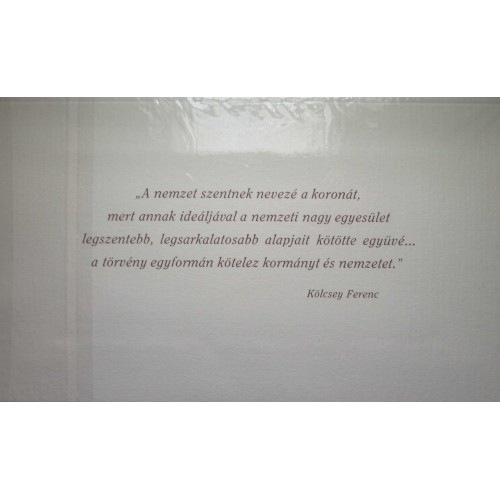 „A nemzet szentnek nevezé a koronát,
mert annak ideáljával a nemzeti nagy egyesület
legszentebb, legsarkalatosabb alapjait kötötte együvé...
a törvény egyformán kötelez kormányt és nemzetet."
Kölcsey Ferenc